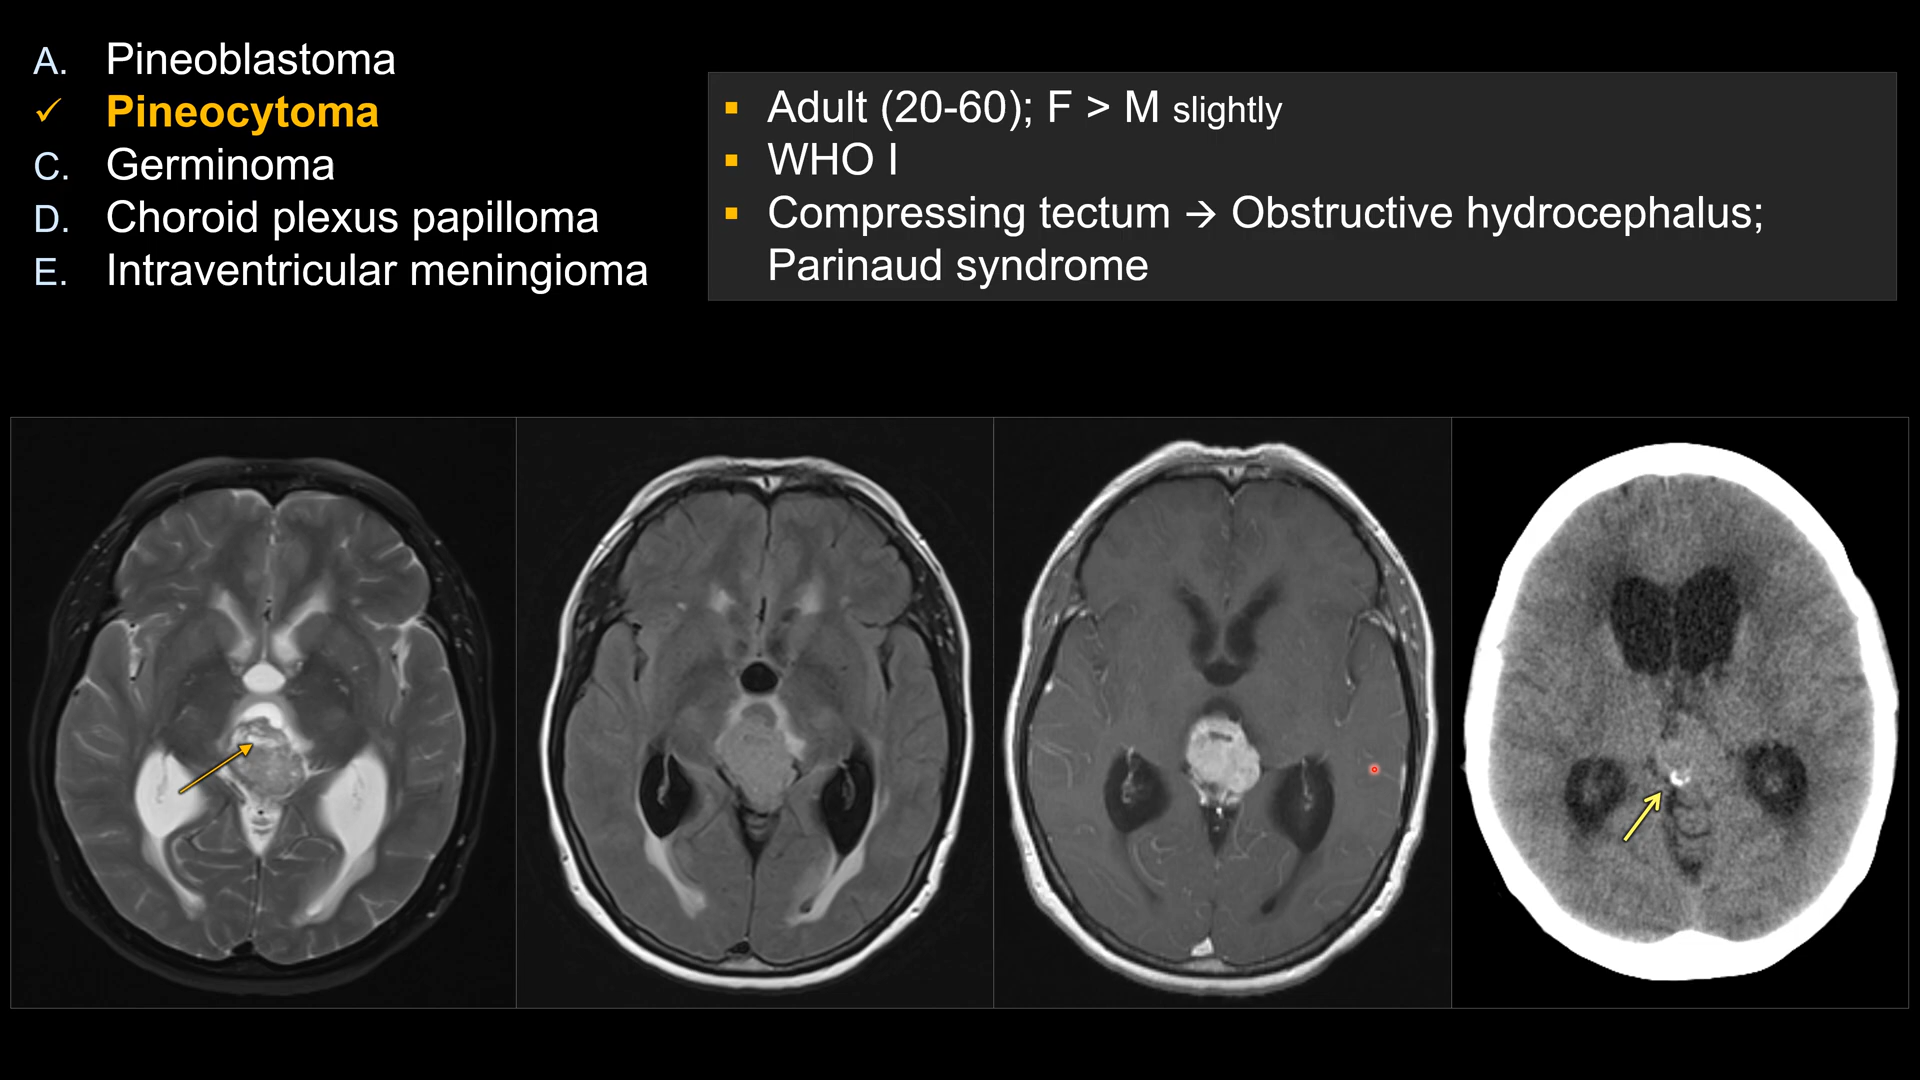 A. Pineoblastoma
✓ Pineocytoma
C. Germinoma
D. Choroid plexus papilloma
E. Intraventricular meningioma
▪ Adult (20-60); F > M slightly
▪ WHO I
▪ Compressing tectum → Obstructive hydrocephalus;
Parinaud syndrome